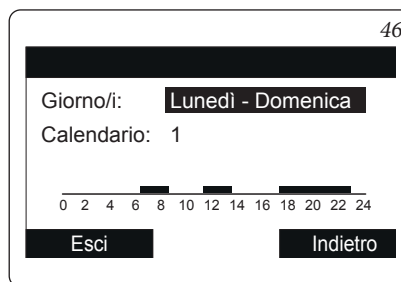 46
Giorno/i: Lunedì - Domenica
Calendario: 1
0 2 4 6 8 10 12 14 16 18 20 22 24
Esci Indietro